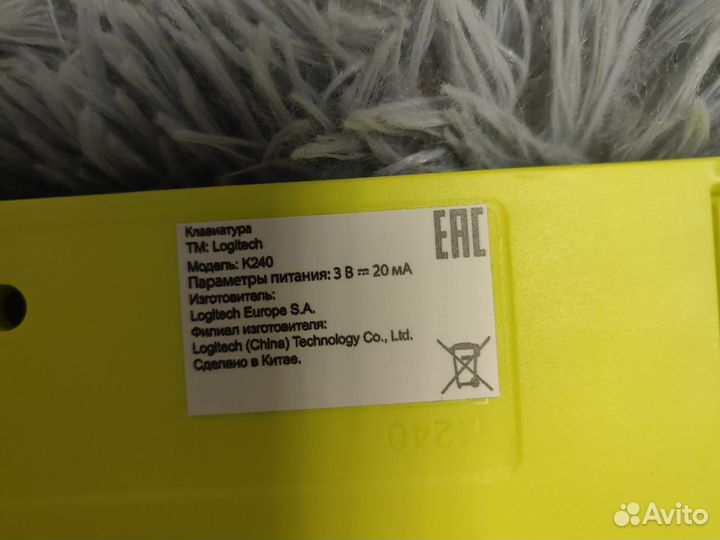 Клавиатура
TM: Logitech
Модель: K240
Параметры питания: 3 В ⎓ 20 мА
Изготовитель:
Logitech Europe S.A.
Филиал изготовителя:
Logitech (China) Technology Co., Ltd.
Сделано в Китае.
EAC
K240
Avito